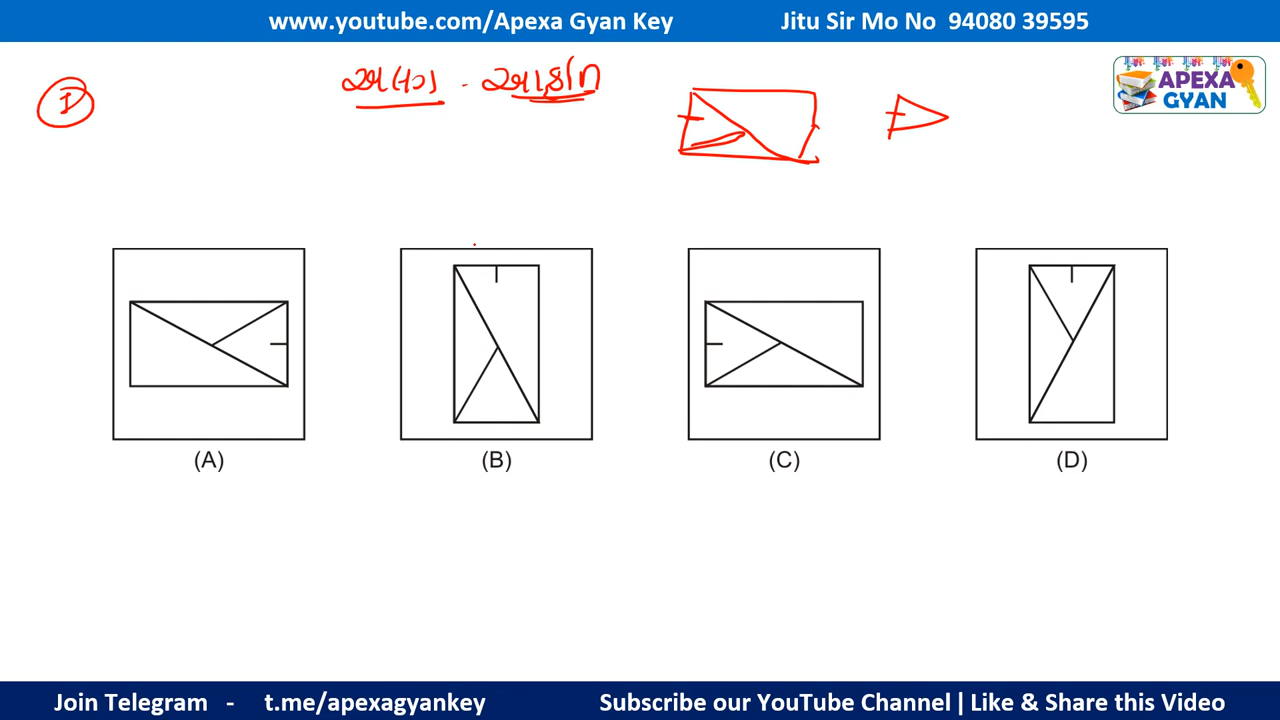 www.youtube.com/Apexa Gyan Key Jitu Sir Mo No 94080 39595
APEXA
GYAN
(A) (B) (C) (D)
Join Telegram - t.me/apexagyankey Subscribe our YouTube Channel | Like & Share this Video